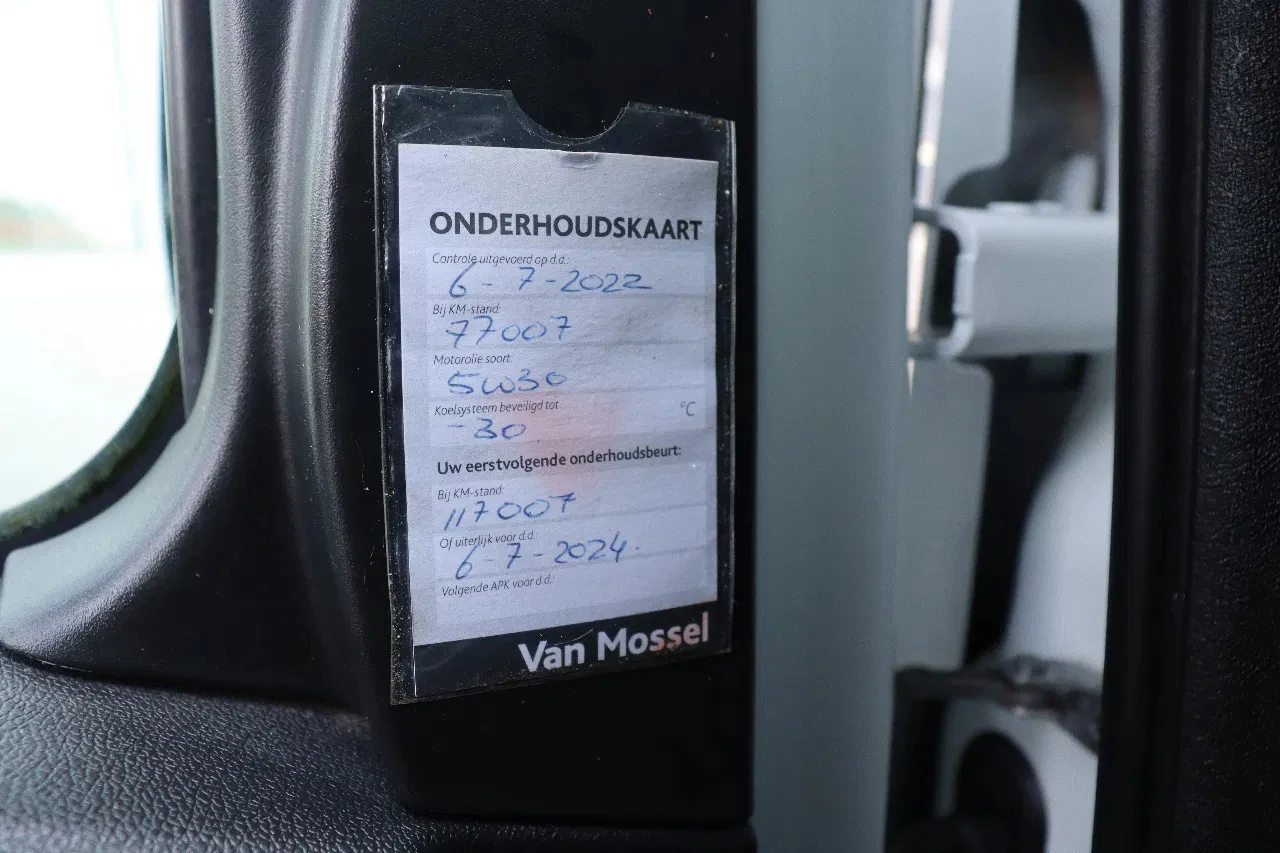 ONDERHOUDSKAART
Controle uitgevoerd op d.d.:
6 - 7 - 2022
Bij KM-stand:
77007
Motorolie soort:
5W30
Koelsysteem beveiligd tot °C
-30
Uw eerstvolgende onderhoudsbeurt:
Bij KM-stand:
117007
Of uiterlijk voor d.d.:
6 - 7 - 2024.
Volgende APK voor d.d.:
Van Mossel